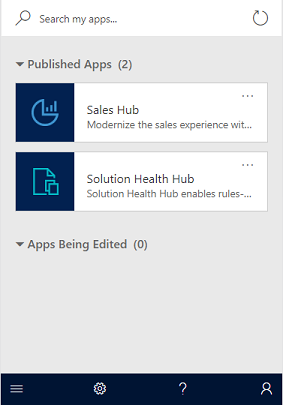 Search my apps...
Published Apps (2)
Sales Hub
Modernize the sales experience wit...
Solution Health Hub
Solution Health Hub enables rules-...
Apps Being Edited (0)